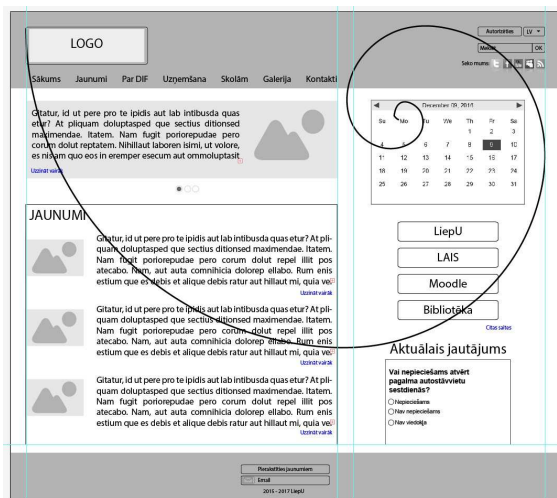 LOGO
Autortzēties LV
Meklēt OK
Seko mums:
Sākums Jaunumi Par DIF Uzņemšana Skolām Galerija Kontakti
Gitatur, id ut pere pro te ipidis aut lab intibusda quas
etur? At pliquam doluptasped que sectius ditionsed
maximendae. Itatem. Nam fugit poriorepudae pero
corum dolut reptatem. Nihillaut laboren isimi, ut volore,
es nis am quo eos in eremper esecum aut ommoluptasit
Uzzināt vairāk
December 09, 2016
Su Mo Tu We Th Fr Sa
1 2 3
4 5 6 7 8 9 10
11 12 13 14 15 16 17
18 19 20 21 22 23 24
25 26 27 28 29 30 31
JAUNUMI
Gitatur, id ut pere pro te ipidis aut lab intibusda quas etur? At pli-
quam doluptasped que sectius ditionsed maximendae. Itatem.
Nam fugit poriorepudae pero corum dolut repel illit pos
atecabo. Nam, aut auta comnihicia dolorep ellabo. Rum enis
estium que es debis et alique debis ratur aut hillaut mi, quia ve.
Uzzināt vairāk
Gitatur, id ut pere pro te ipidis aut lab intibusda quas etur? At pli-
quam doluptasped que sectius ditionsed maximendae. Itatem.
Nam fugit poriorepudae pero corum dolut repel illit pos
atecabo. Nam, aut auta comnihicia dolorep ellabo. Rum enis
estium que es debis et alique debis ratur aut hillaut mi, quia ve.
Uzzināt vairāk
Gitatur, id ut pere pro te ipidis aut lab intibusda quas etur? At pli-
quam doluptasped que sectius ditionsed maximendae. Itatem.
Nam fugit poriorepudae pero corum dolut repel illit pos
atecabo. Nam, aut auta comnihicia dolorep ellabo. Rum enis
estium que es debis et alique debis ratur aut hillaut mi, quia ve.
Uzzināt vairāk
LiepU
LAIS
Moodle
Bibliotēka
Citas saites
Aktuālais jautājums
Vai nepieciešams atvērt
pagalma autostāvvietu
sestdienās?
Nepieciešams
Nav nepieciešams
Nav viedokļa
Pierakstīties jaunumiem
Email
2015 - 2017 LiepU